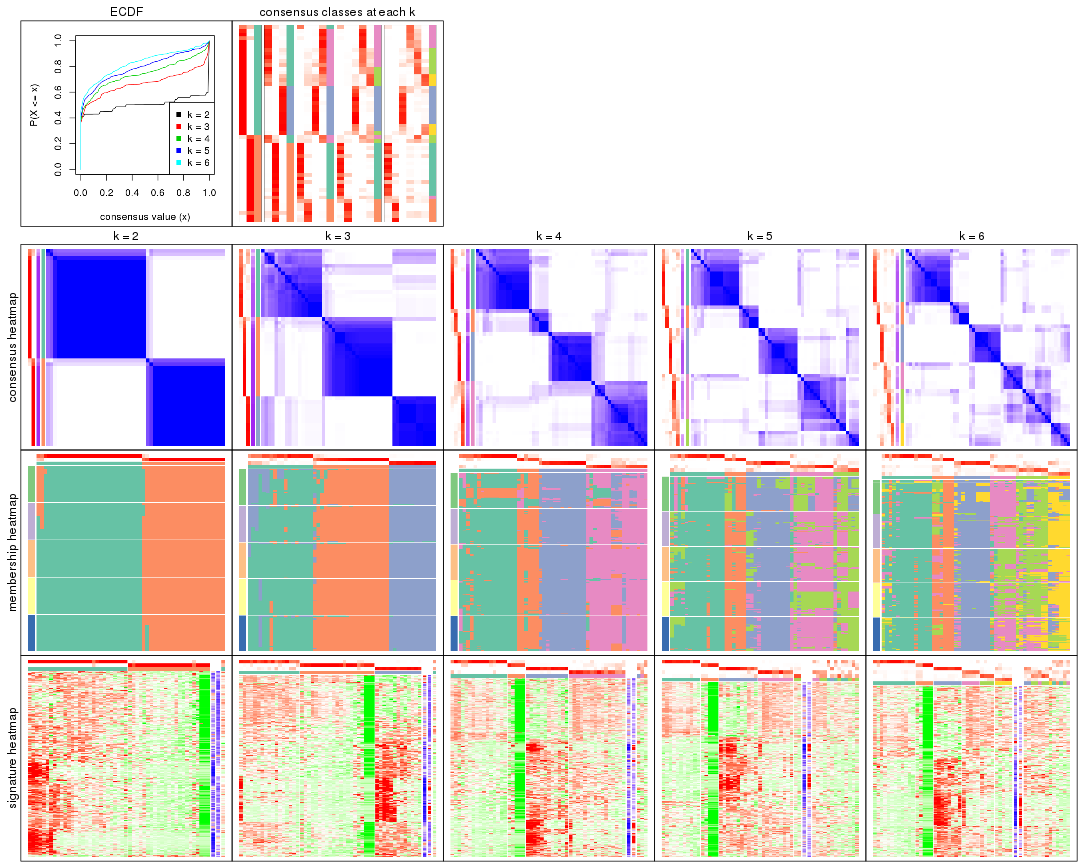 ECDF
consensus classes at each k
P(X <= x)
0.0 0.2 0.4 0.6 0.8 1.0
k = 2
k = 3
k = 4
k = 5
k = 6
0.0 0.2 0.4 0.6 0.8 1.0
consensus value (x)
k = 2
k = 3
k = 4
k = 5
k = 6
consensus heatmap
membership heatmap
signature heatmap